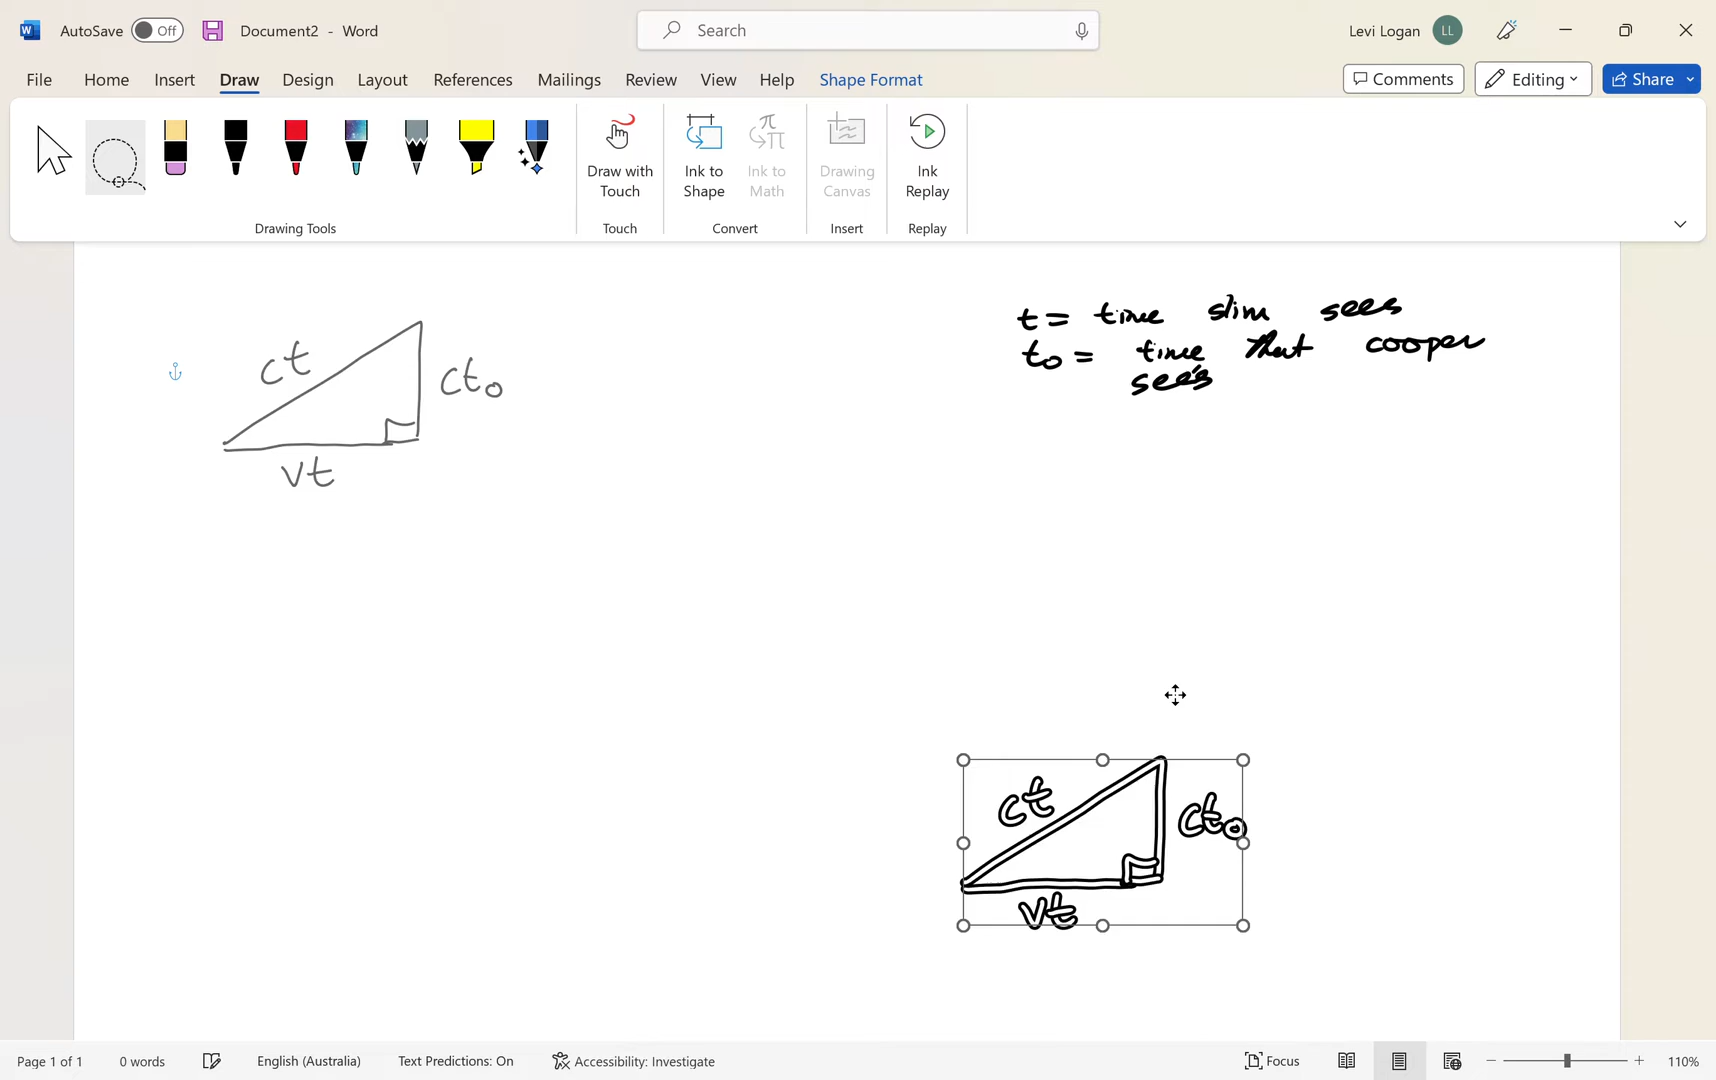 AutoSave Off Document2 - Word Search Levi Logan LL
File Home Insert Draw Design Layout References Mailings Review View Help Shape Format Comments Editing Share
Draw with Touch
Ink to Shape
Ink to Math
Drawing Canvas
Ink Replay
Drawing Tools Touch Convert Insert Replay
t = time slim sees
t₀ = time that cooper
sees
ct
ct₀
vt
ct
ct₀
vt
Page 1 of 1 0 words English (Australia) Text Predictions: On Accessibility: Investigate Focus 110%